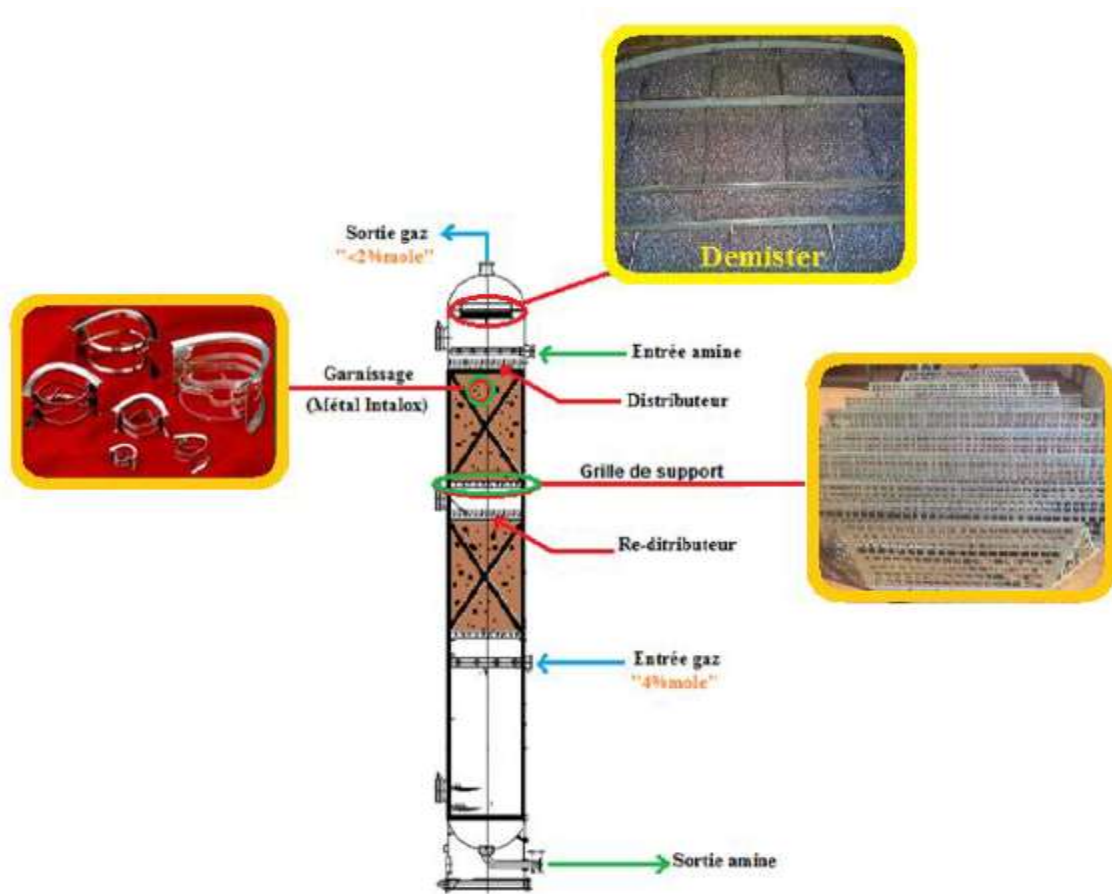 Demister
Sortie gaz
"<2%mole"
Entrée amine
Garnissage
(Métal Intalox)
Distributeur
Grille de support
Re-ditributeur
Entrée gaz
"4%mole"
Sortie amine